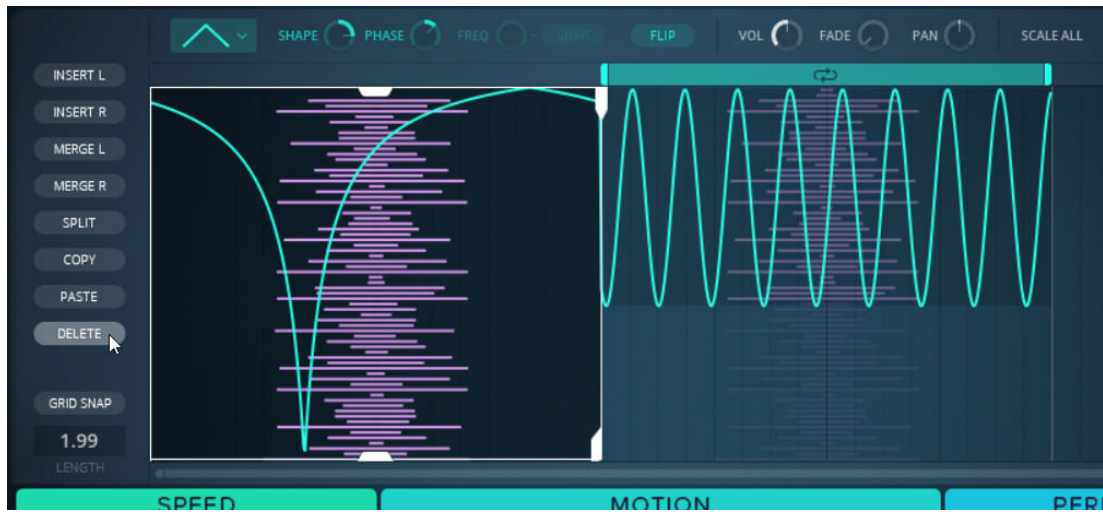 SHAPE PHASE FREQ - SNAP FLIP VOL FADE PAN SCALE ALL
INSERT L
INSERT R
MERGE L
MERGE R
SPLIT
COPY
PASTE
DELETE
GRID SNAP
1.99
LENGTH
SPEED MOTION